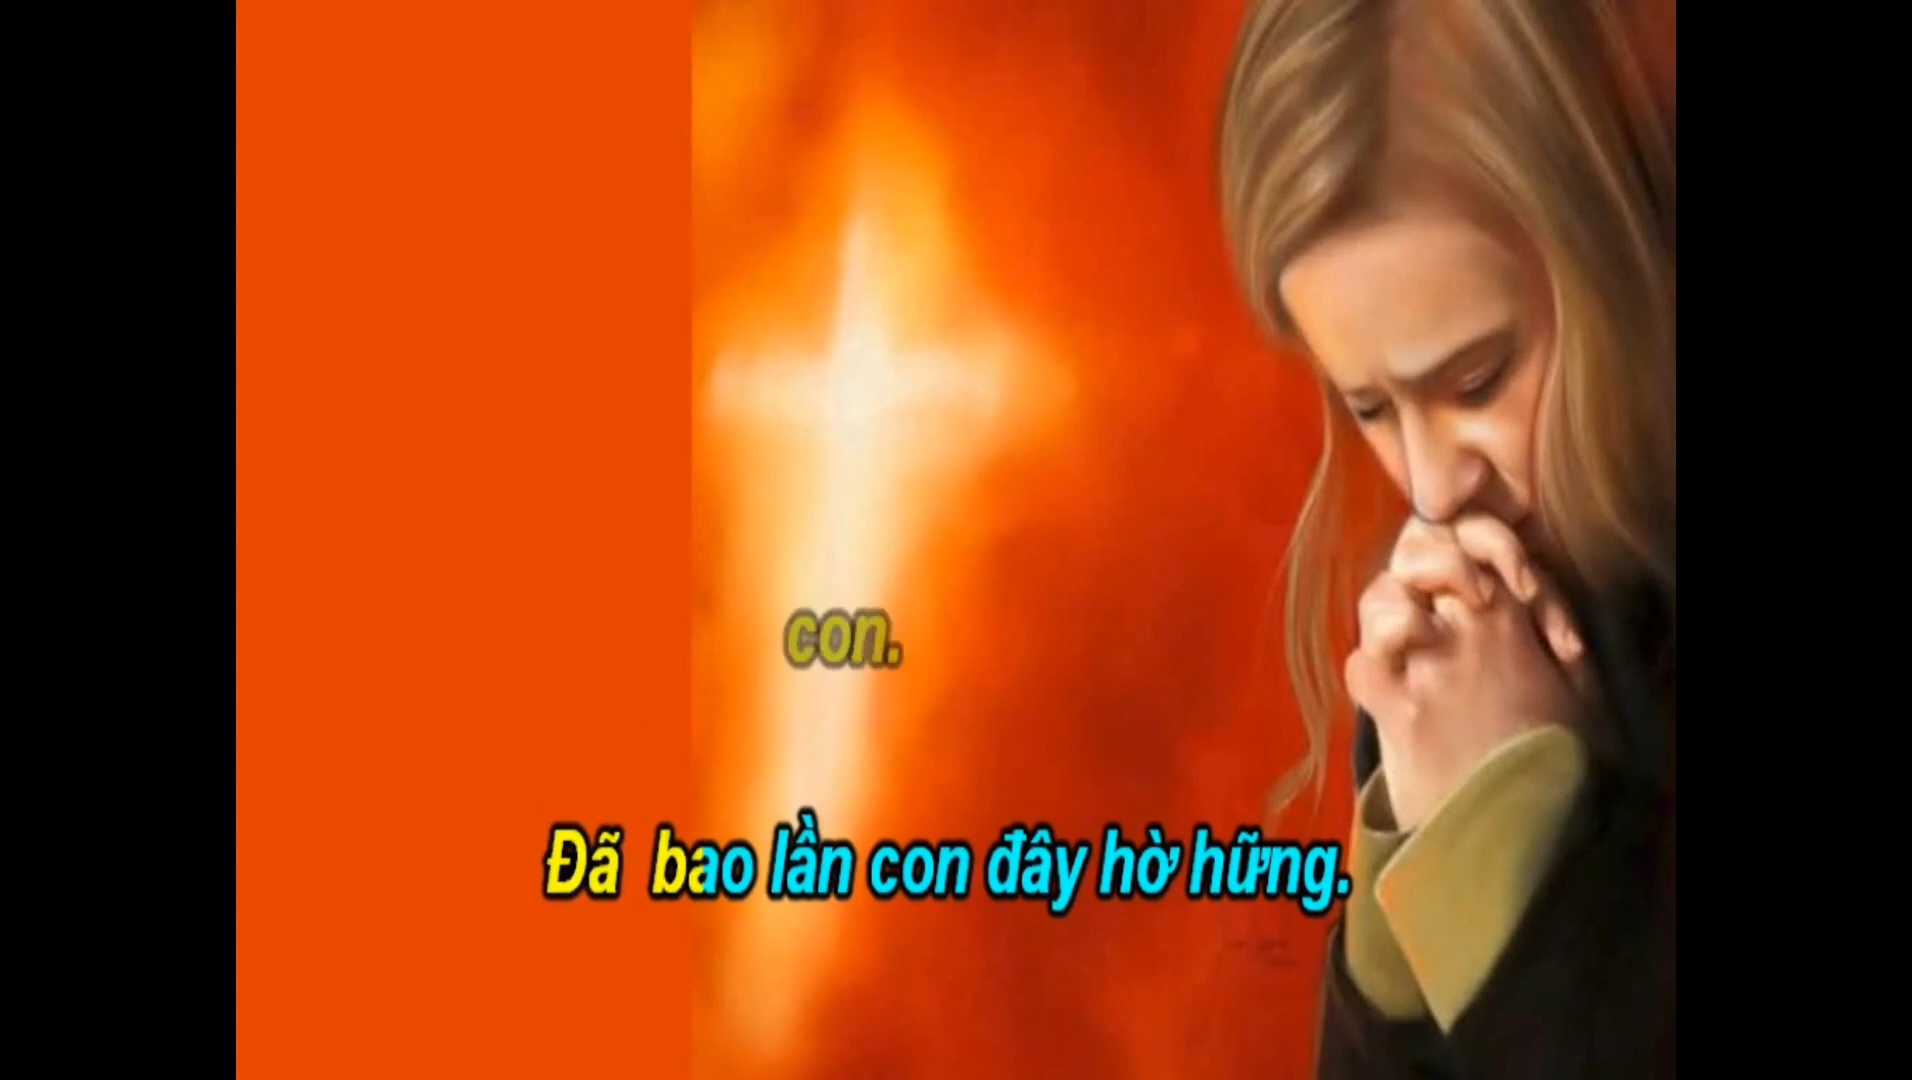 con.
Đã bao lần con đây hờ hững.